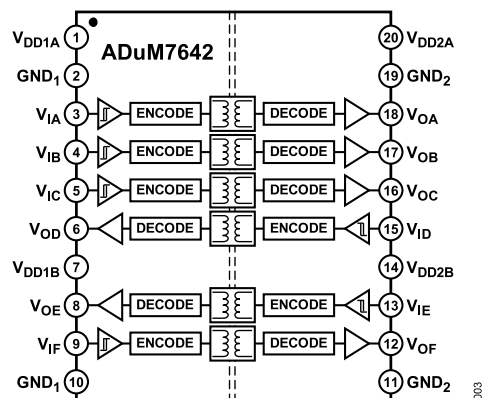 ADuM7642
VDD1A 1 20 VDD2A
GND1 2 19 GND2
VIA 3 ENCODE DECODE 18 VOA
VIB 4 ENCODE DECODE 17 VOB
VIC 5 ENCODE DECODE 16 VOC
VOD 6 DECODE ENCODE 15 VID
VDD1B 7 14 VDD2B
VOE 8 DECODE ENCODE 13 VIE
VIF 9 ENCODE DECODE 12 VOF
GND1 10 11 GND2
003